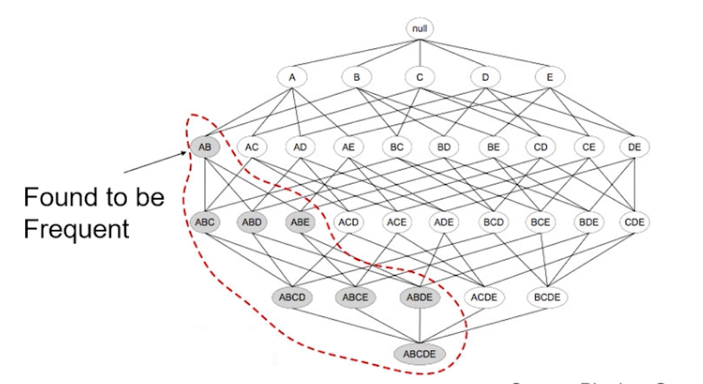 null
A B C D E
AB AC AD AE BC BD BE CD CE DE
Found to be
Frequent
ABC ABD ABE ACD ACE ADE BCD BCE BDE CDE
ABCD ABCE ABDE ACDE BCDE
ABCDE